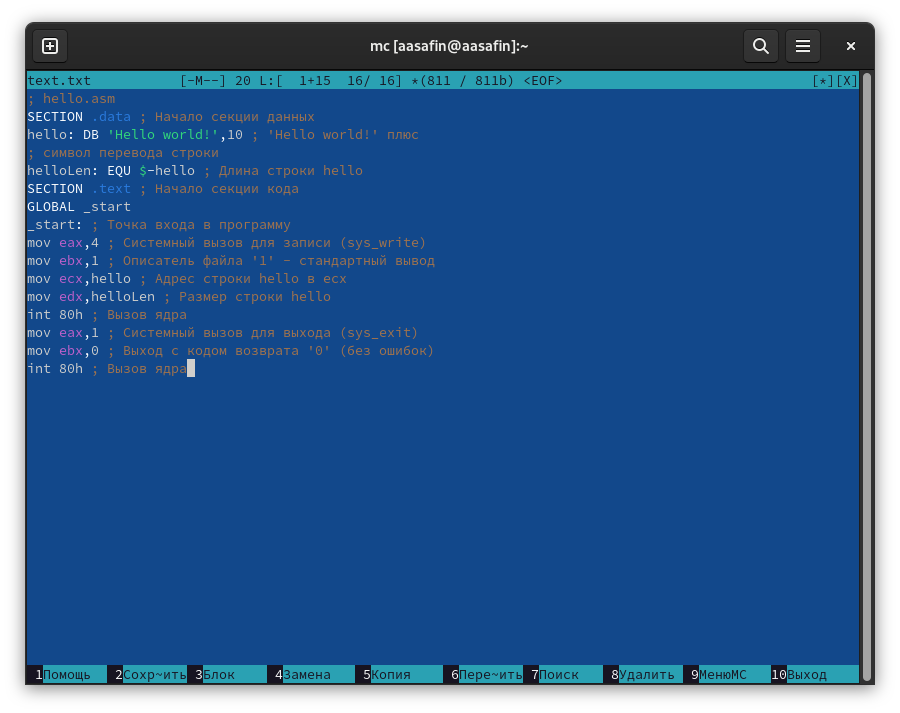 mc [aasafin@aasafin]:~
text.txt [-M--] 20 L:[ 1+15 16/ 16] *(811 / 811b) <EOF> [*][X]
; hello.asm
SECTION .data ; Начало секции данных
hello: DB 'Hello world!',10 ; 'Hello world!' плюс
; символ перевода строки
helloLen: EQU $-hello ; Длина строки hello
SECTION .text ; Начало секции кода
GLOBAL _start
_start: ; Точка входа в программу
mov eax,4 ; Системный вызов для записи (sys_write)
mov ebx,1 ; Описатель файла '1' - стандартный вывод
mov ecx,hello ; Адрес строки hello в ecx
mov edx,helloLen ; Размер строки hello
int 80h ; Вызов ядра
mov eax,1 ; Системный вызов для выхода (sys_exit)
mov ebx,0 ; Выход с кодом возврата '0' (без ошибок)
int 80h ; Вызов ядра
1Помощь 2Сохр~ить 3Блок 4Замена 5Копия 6Пере~ить 7Поиск 8Удалить 9МенюMC 10Выход